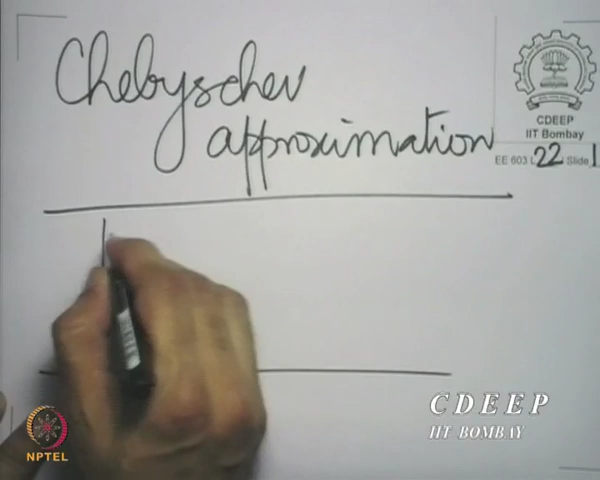 Chebyschev
approximation
CDEEP
IIT Bombay
EE 603 L 22 Slide 1
CDEEP
IIT BOMBAY
NPTEL